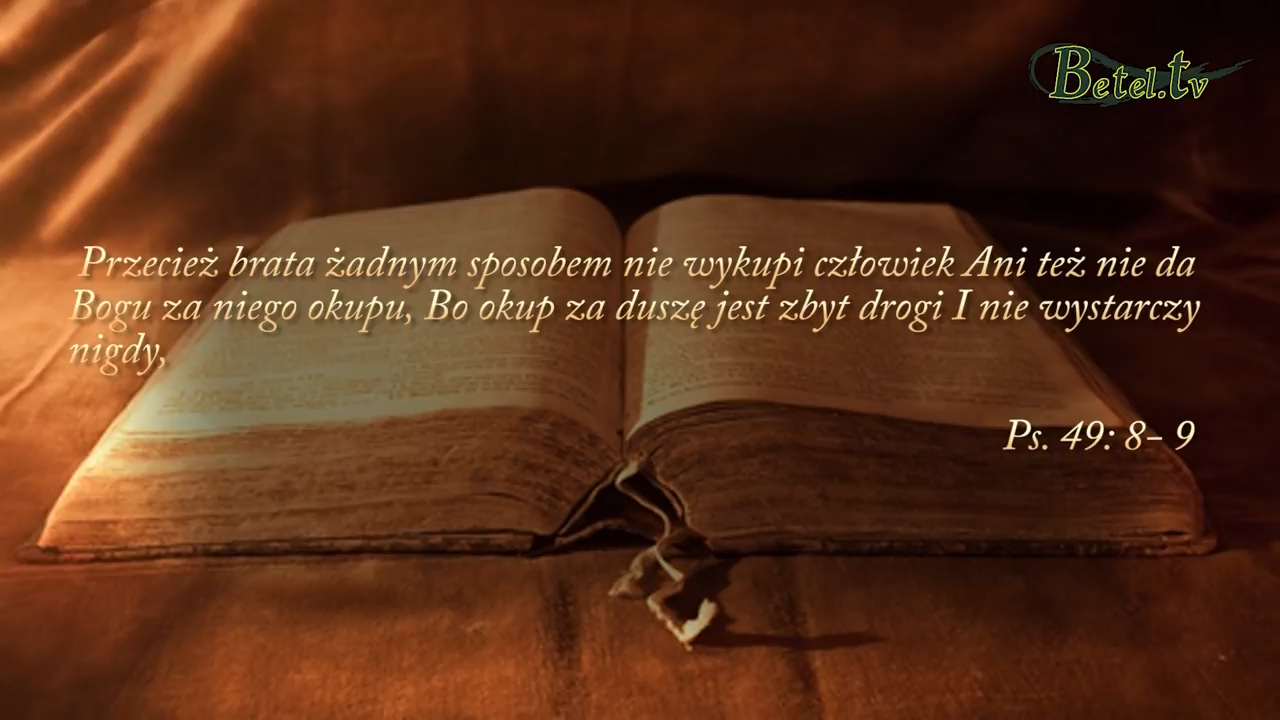 Betel.tv
Przecież brata żadnym sposobem nie wykupi człowiek Ani też nie da
Bogu za niego okupu, Bo okup za duszę jest zbyt drogi I nie wystarczy
nigdy,
Ps. 49: 8- 9